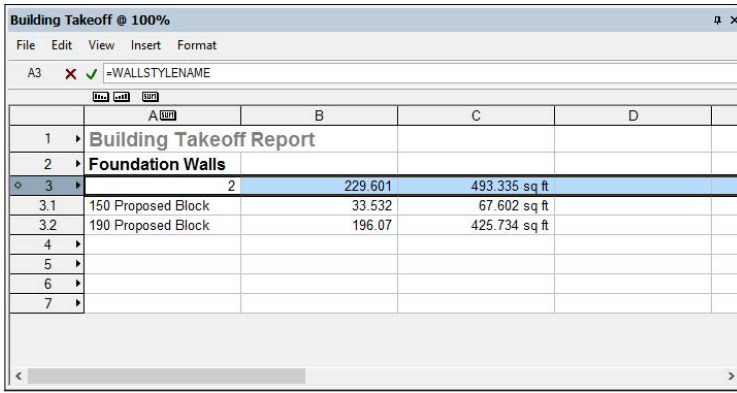 Building Takeoff @ 100%
File Edit View Insert Format
A3 =WALLSTYLENAME
sum
A sum B C D
1 Building Takeoff Report
2 Foundation Walls
3 2 229.601 493.335 sq ft
3.1 150 Proposed Block 33.532 67.602 sq ft
3.2 190 Proposed Block 196.07 425.734 sq ft
4
5
6
7